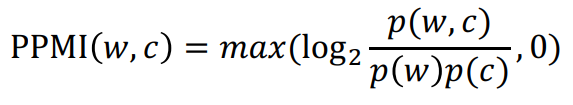 PPMI(w, c) = max(log₂ p(w, c) / p(w)p(c) , 0)